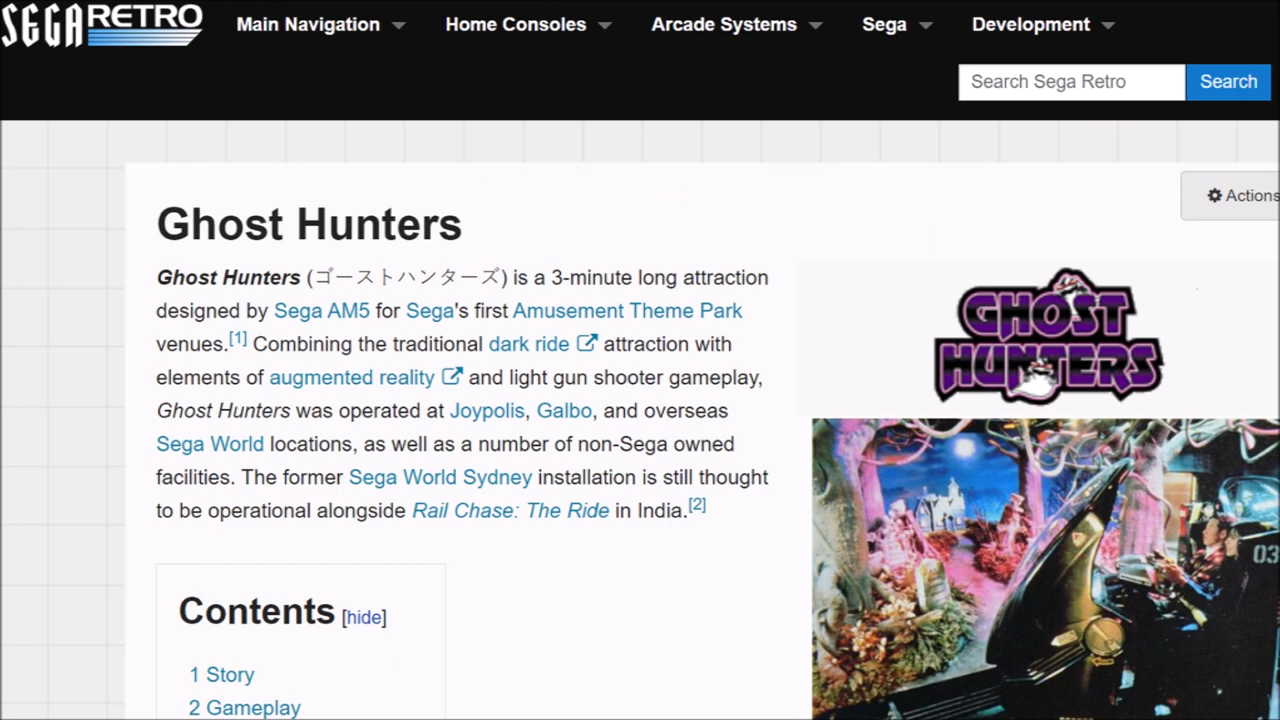 SEGA RETRO
Main Navigation Home Consoles Arcade Systems Sega Development
Search Sega Retro Search
Actions
Ghost Hunters
Ghost Hunters (ゴーストハンターズ) is a 3-minute long attraction
designed by Sega AM5 for Sega's first Amusement Theme Park
venues.[1] Combining the traditional dark ride attraction with
elements of augmented reality and light gun shooter gameplay,
Ghost Hunters was operated at Joypolis, Galbo, and overseas
Sega World locations, as well as a number of non-Sega owned
facilities. The former Sega World Sydney installation is still thought
to be operational alongside Rail Chase: The Ride in India.[2]
GHOST
HUNTERS
03
Contents [hide]
1 Story
2 Gameplay